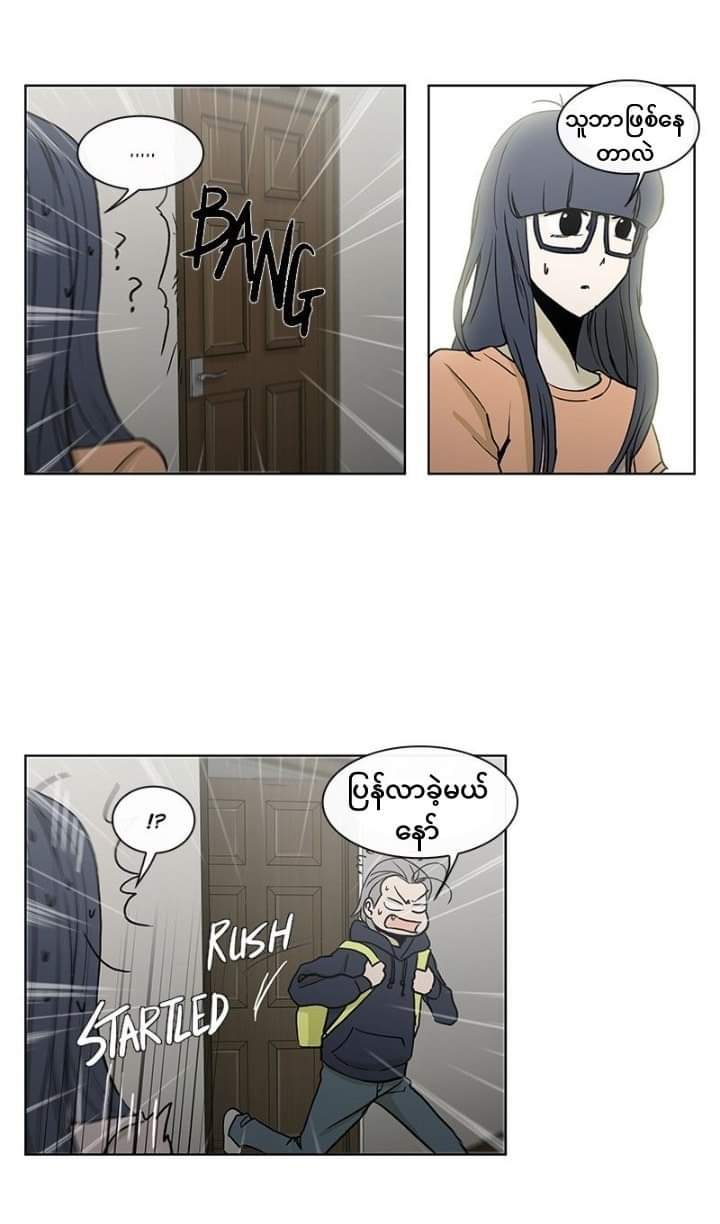 .....
? ? ?
BANG
သူဘာဖြစ်နေ
တာလဲ
!?
ပြန်လာခဲ့မယ်
နော်
RUSH
STARTLED